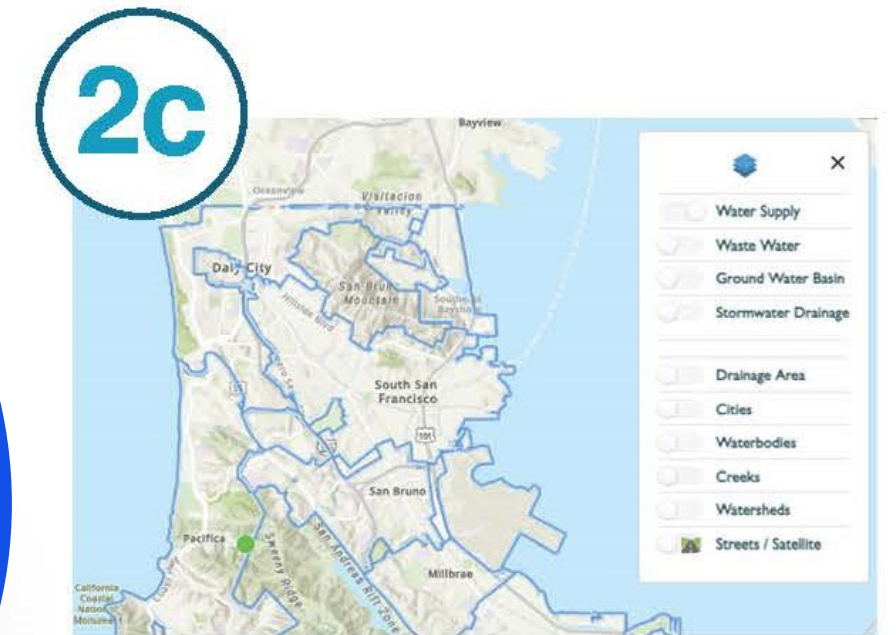 2c
Bayview
Oceanview
Visitacion
Valley
Daly City
San Bruno
Mountain
Hillside Blvd
South San
Francisco
101
San Bruno
Pacifica
Sweeny Ridge
San Andreas Rift Zone
Millbrae
California
Coastal
National
Monument
×
Water Supply
Waste Water
Ground Water Basin
Stormwater Drainage
Drainage Area
Cities
Waterbodies
Creeks
Watersheds
Streets / Satellite